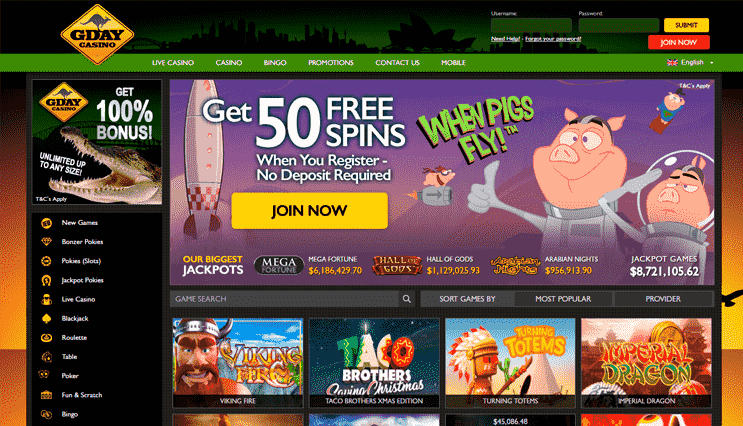 GDAY
CASINO
Username:
Password:
SUBMIT
Need Help! - Forgot your password!
JOIN NOW
LIVE CASINO
CASINO
BINGO
PROMOTIONS
CONTACT US
MOBILE
English
GDAY
CASINO
GET
100%
BONUS!
UNLIMITED UP
TO ANY SIZE!
T&C's Apply
T&C's Apply
Get 50 FREE
SPINS
When You Register -
No Deposit Required
JOIN NOW
WHEN PIGS
FLY!™
OUR BIGGEST
JACKPOTS
MEGA
FORTUNE
MEGA FORTUNE
$6,186,429.70
HALL OF
GODS
HALL OF GODS
$1,129,025.93
Arabian
Nights
ARABIAN NIGHTS
$956,913.90
JACKPOT GAMES
$8,721,105.62
New Games
Bonzer Pokies
Pokies (Slots)
Jackpot Pokies
Live Casino
Blackjack
Roulette
Table
Poker
Fun & Scratch
Bingo
GAME SEARCH
SORT GAMES BY
MOST POPULAR
PROVIDER
VIKING
FIRE
VIKING FIRE
TACO
BROTHERS
Saving Christmas
TACO BROTHERS XMAS EDITION
TURNING
TOTEMS
TURNING TOTEMS
IMPERIAL
DRAGON
IMPERIAL DRAGON
$45,086.48